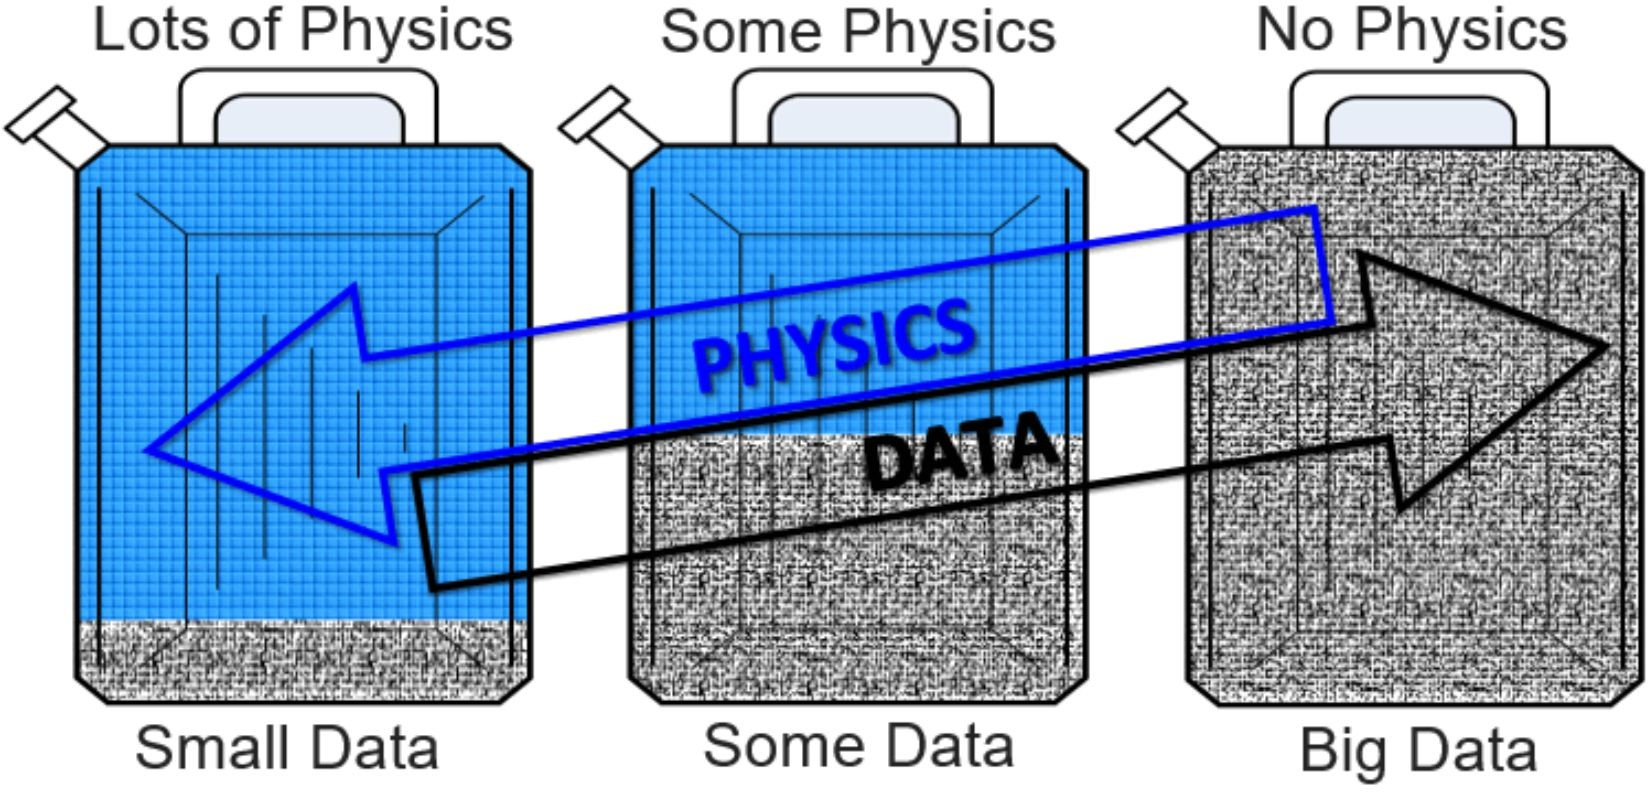 Lots of Physics
Some Physics
No Physics
PHYSICS
DATA
Small Data
Some Data
Big Data